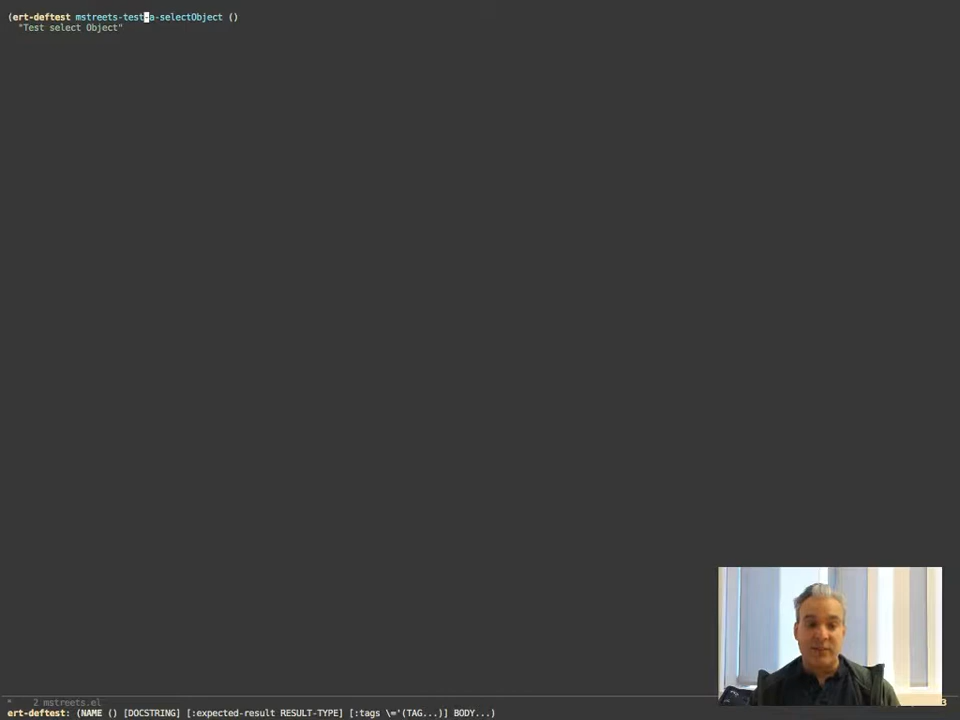 (ert-deftest mstreets-test-a-selectObject ()
"Test select Object"
* 2 mstreets.el
3
ert-deftest: (NAME () [DOCSTRING] [:expected-result RESULT-TYPE] [:tags \='(TAG...)] BODY...)